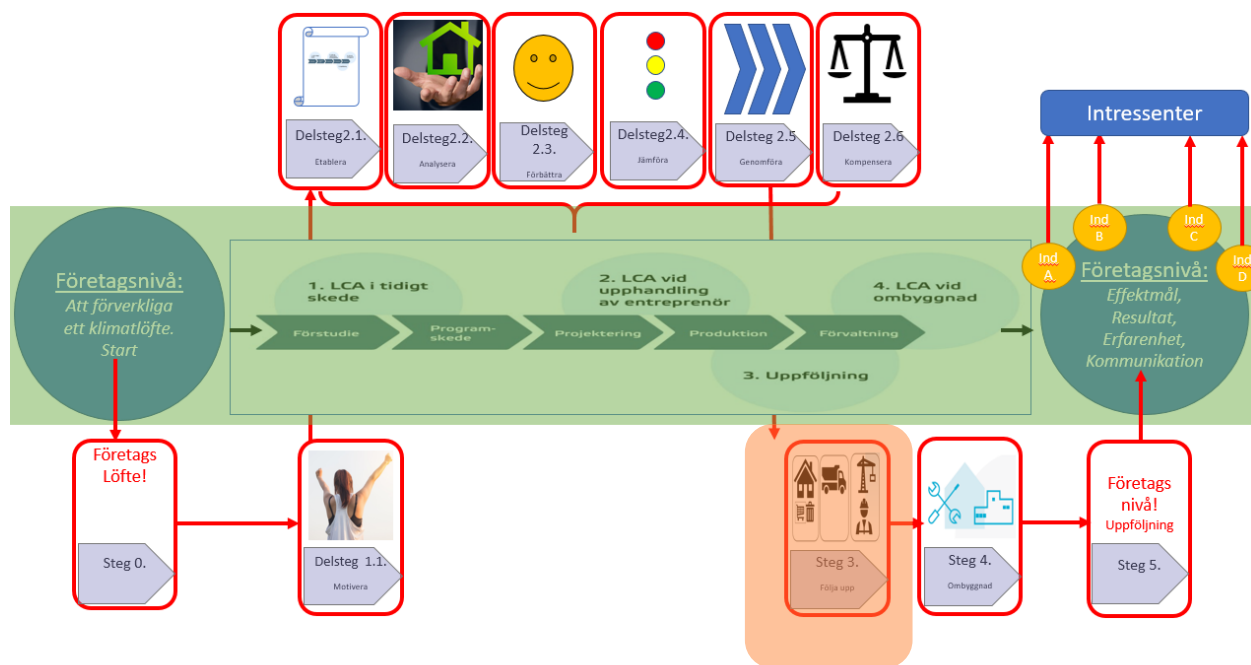 Delsteg2.1.
Etablera
Delsteg2.2.
Analysera
Delsteg
2.3.
Förbättra
Delsteg2.4.
Jämföra
Delsteg 2.5
Genomföra
Delsteg 2.6
Kompensera
Intressenter
Ind
A
Ind
B
Ind
C
Ind
D
Företagsnivå:
Att förverkliga
ett klimatlöfte.
Start
1. LCA i tidigt
skede
2. LCA vid
upphandling
av entreprenör
4. LCA vid
ombyggnad
Förstudie
Program-
skede
Projektering
Produktion
Förvaltning
3. Uppföljning
Företagsnivå:
Effektmål,
Resultat,
Erfarenhet,
Kommunikation
Företags
Löfte!
Steg 0.
Delsteg 1.1.
Motivera
Steg 3.
Följa upp
Steg 4.
Ombyggnad
Företags
nivå!
Uppföljning
Steg 5.